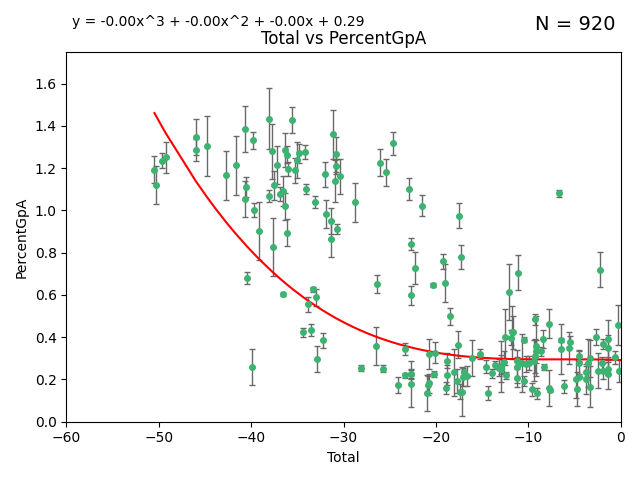 y = -0.00x^3 + -0.00x^2 + -0.00x + 0.29
N = 920
Total vs PercentGpA
PercentGpA
1.6
1.4
1.2
1.0
0.8
0.6
0.4
0.2
0.0
−60 −50 −40 −30 −20 −10 0
Total